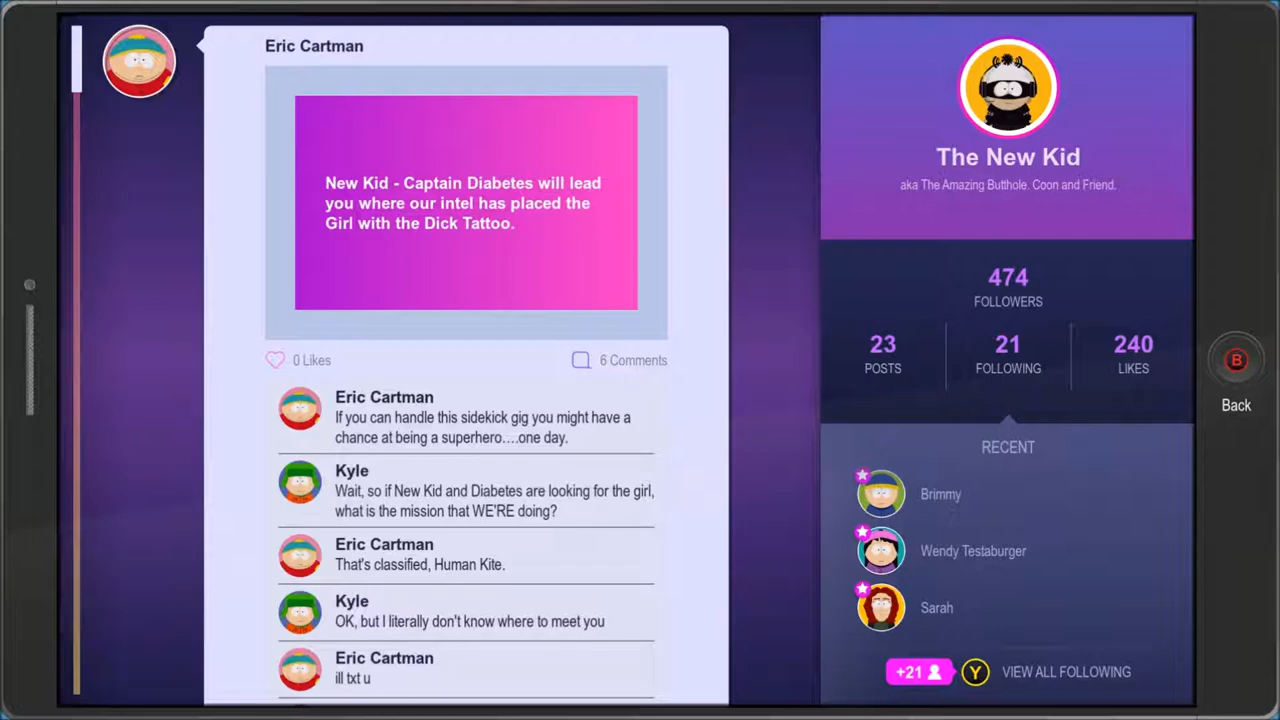 Eric Cartman
New Kid - Captain Diabetes will lead
you where our intel has placed the
Girl with the Dick Tattoo.
0 Likes
6 Comments
Eric Cartman
If you can handle this sidekick gig you might have a
chance at being a superhero....one day.
Kyle
Wait, so if New Kid and Diabetes are looking for the girl,
what is the mission that WE'RE doing?
Eric Cartman
That's classified, Human Kite.
Kyle
OK, but I literally don't know where to meet you
Eric Cartman
ill txt u
The New Kid
aka The Amazing Butthole. Coon and Friend.
474
FOLLOWERS
23
POSTS
21
FOLLOWING
240
LIKES
RECENT
Brimmy
Wendy Testaburger
Sarah
+21
Y
VIEW ALL FOLLOWING
B
Back